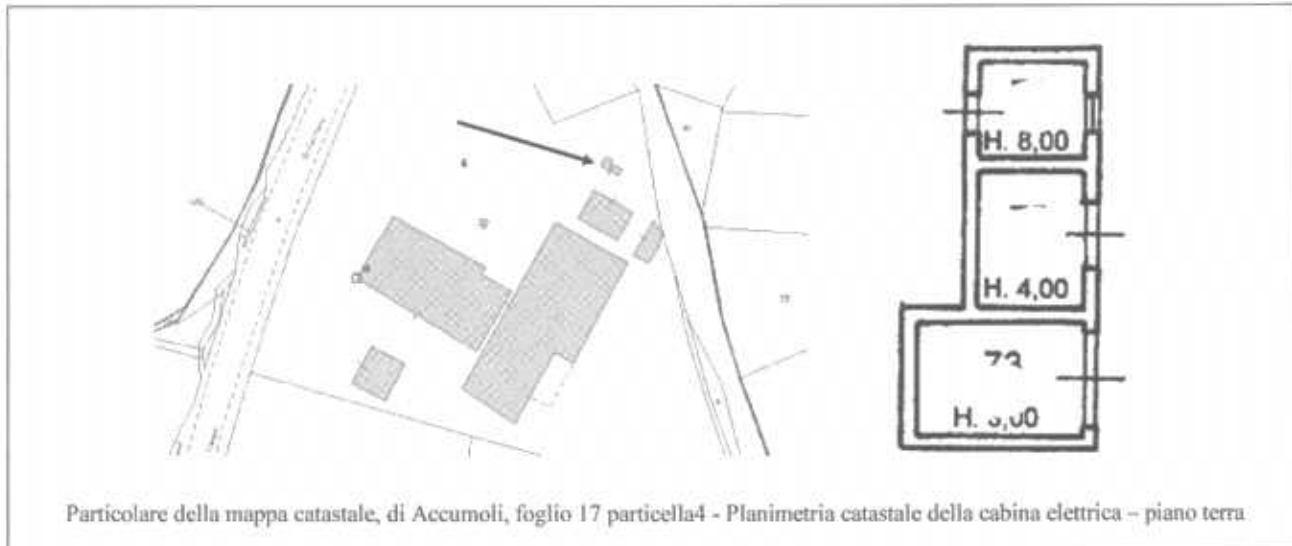 H. 8,00
H. 4,00
Particolare della mappa catastale, di Accumoli, foglio 17 particella4 - Planimetria catastale della cabina elettrica – piano terra